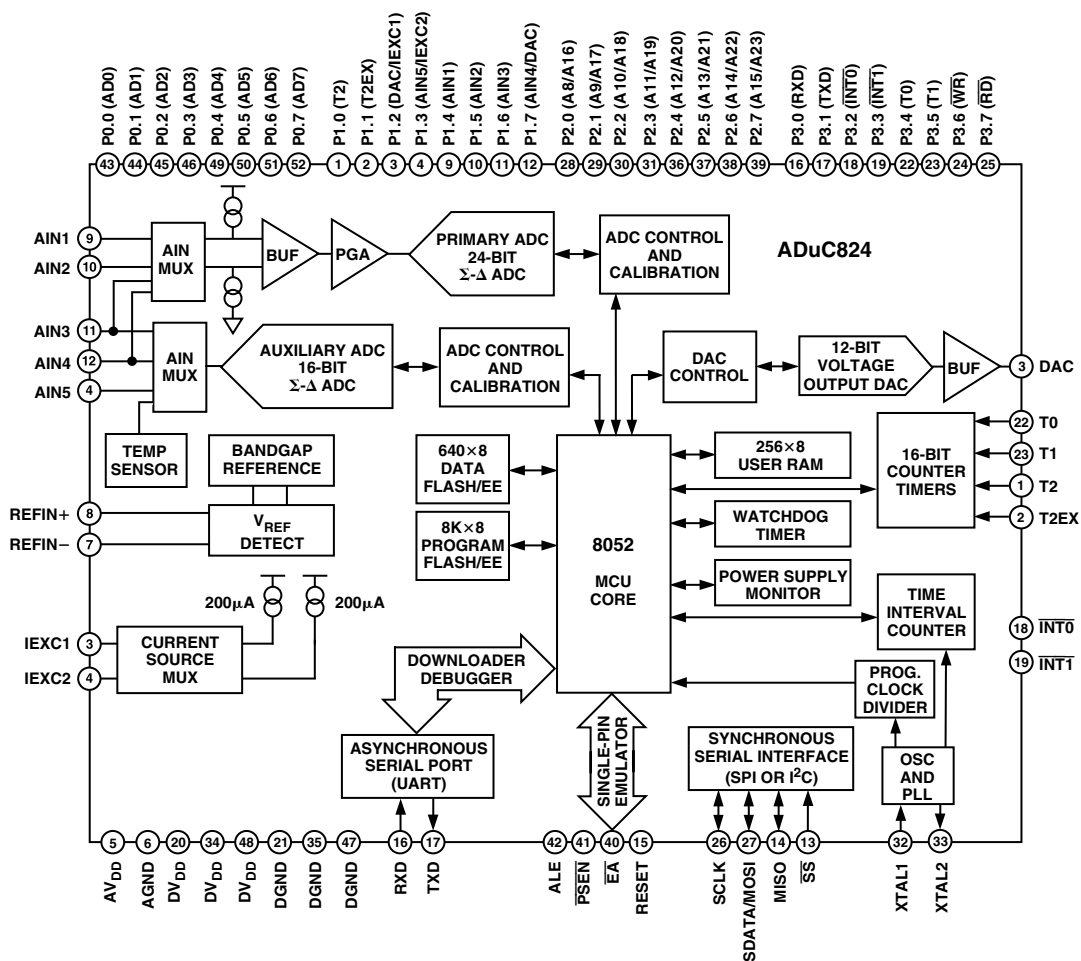 P0.0 (AD0)
P0.1 (AD1)
P0.2 (AD2)
P0.3 (AD3)
P0.4 (AD4)
P0.5 (AD5)
P0.6 (AD6)
P0.7 (AD7)
P1.0 (T2)
P1.1 (T2EX)
P1.2 (DAC/IEXC1)
P1.3 (AIN5/IEXC2)
P1.4 (AIN1)
P1.5 (AIN2)
P1.6 (AIN3)
P1.7 (AIN4/DAC)
P2.0 (A8/A16)
P2.1 (A9/A17)
P2.2 (A10/A18)
P2.3 (A11/A19)
P2.4 (A12/A20)
P2.5 (A13/A21)
P2.6 (A14/A22)
P2.7 (A15/A23)
P3.0 (RXD)
P3.1 (TXD)
P3.2 (INT0)
P3.3 (INT1)
P3.4 (T0)
P3.5 (T1)
P3.6 (WR)
P3.7 (RD)
43 44 45 46 49 50 51 52 1 2 3 4 9 10 11 12 28 29 30 31 36 37 38 39 16 17 18 19 22 23 24 25
ADuC824
AIN1 9
AIN2 10
AIN3 11
AIN4 12
AIN5 4
AIN
MUX
BUF
PGA
PRIMARY ADC
24-BIT
Σ-Δ ADC
ADC CONTROL
AND
CALIBRATION
AIN
MUX
AUXILIARY ADC
16-BIT
Σ-Δ ADC
ADC CONTROL
AND
CALIBRATION
DAC
CONTROL
12-BIT
VOLTAGE
OUTPUT DAC
BUF
3 DAC
TEMP
SENSOR
BANDGAP
REFERENCE
REFIN+ 8
REFIN− 7
VREF
DETECT
640×8
DATA
FLASH/EE
8K×8
PROGRAM
FLASH/EE
8052
MCU
CORE
256×8
USER RAM
WATCHDOG
TIMER
POWER SUPPLY
MONITOR
16-BIT
COUNTER
TIMERS
22 T0
23 T1
1 T2
2 T2EX
TIME
INTERVAL
COUNTER
18 INT0
19 INT1
200µA
200µA
IEXC1 3
IEXC2 4
CURRENT
SOURCE
MUX
DOWNLOADER
DEBUGGER
PROG.
CLOCK
DIVIDER
ASYNCHRONOUS
SERIAL PORT
(UART)
SINGLE-PIN
EMULATOR
SYNCHRONOUS
SERIAL INTERFACE
(SPI OR I²C)
OSC
AND
PLL
5 6 20 34 48 21 35 47 16 17 42 41 40 15 26 27 14 13 32 33
AVDD
AGND
DVDD
DVDD
DVDD
DGND
DGND
DGND
RXD
TXD
ALE
PSEN
EA
RESET
SCLK
SDATA/MOSI
MISO
SS
XTAL1
XTAL2